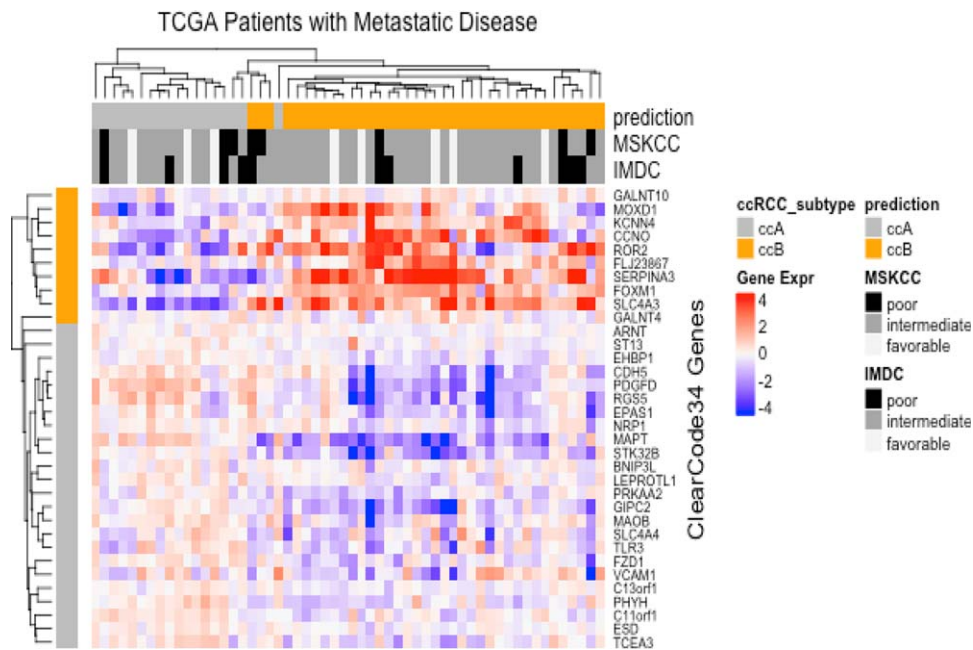 TCGA Patients with Metastatic Disease
prediction
MSKCC
IMDC
GALNT10
MOXD1
KCNN4
CCNO
ROR2
FLJ23867
SERPINA3
FOXM1
SLC4A3
GALNT4
ARNT
ST13
EHBP1
CDH5
PDGFD
RGS5
EPAS1
NRP1
MAPT
STK32B
BNIP3L
LEPROTL1
PRKAA2
GIPC2
MAOB
SLC4A4
TLR3
FZD1
VCAM1
C13orf1
PHYH
C11orf1
ESD
TCEA3
ClearCode34 Genes
ccRCC_subtype
ccA
ccB
Gene Expr
4
2
0
-2
-4
prediction
ccA
ccB
MSKCC
poor
intermediate
favorable
IMDC
poor
intermediate
favorable